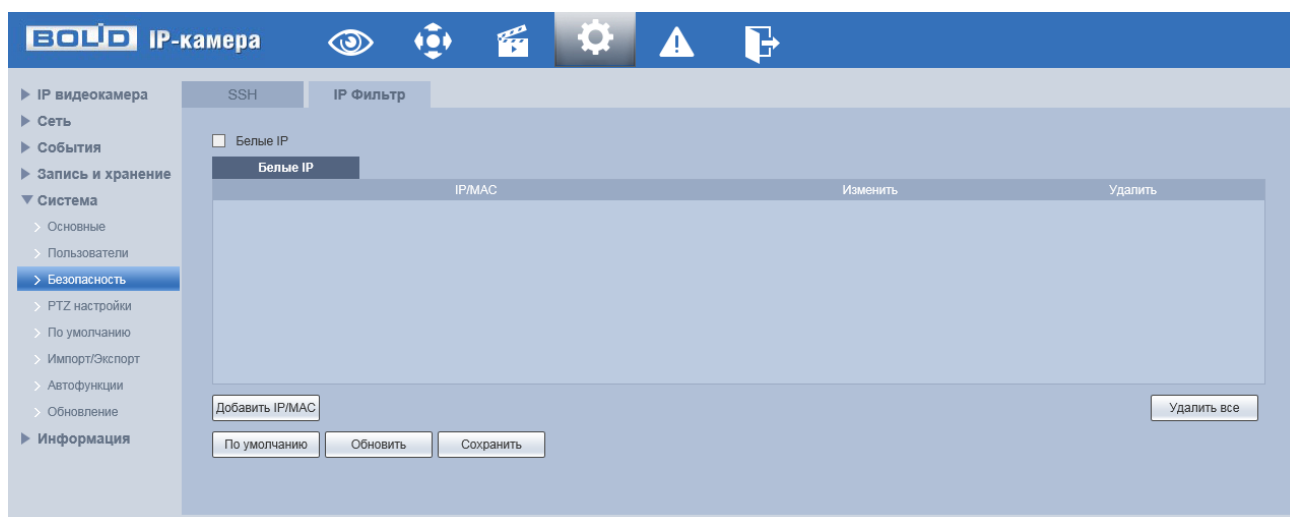 BOLID IP-камера
IP видеокамера
Сеть
События
Запись и хранение
Система
Основные
Пользователи
Безопасность
PTZ настройки
По умолчанию
Импорт/Экспорт
Автофункции
Обновление
Информация
SSH IP Фильтр
Белые IP
Белые IP
IP/MAC Изменить Удалить
Добавить IP/MAC Удалить все
По умолчанию Обновить Сохранить